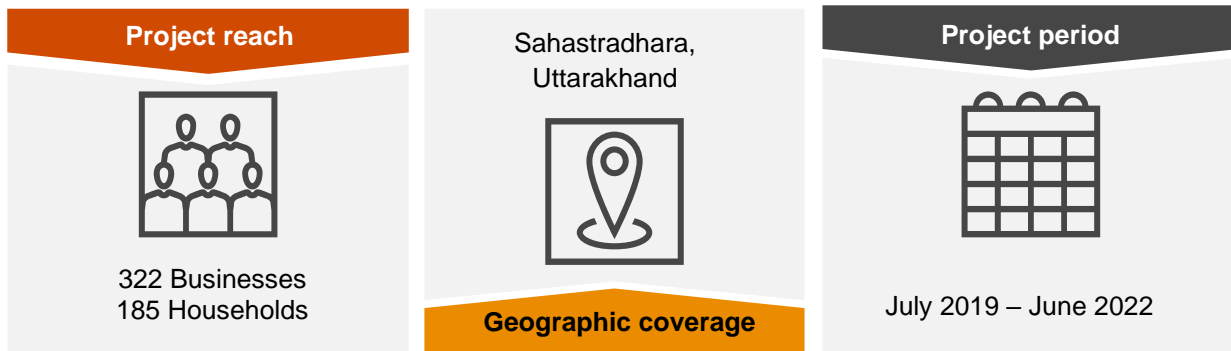 Project reach
322 Businesses
185 Households
Sahastradhara,
Uttarakhand
Geographic coverage
Project period
July 2019 – June 2022